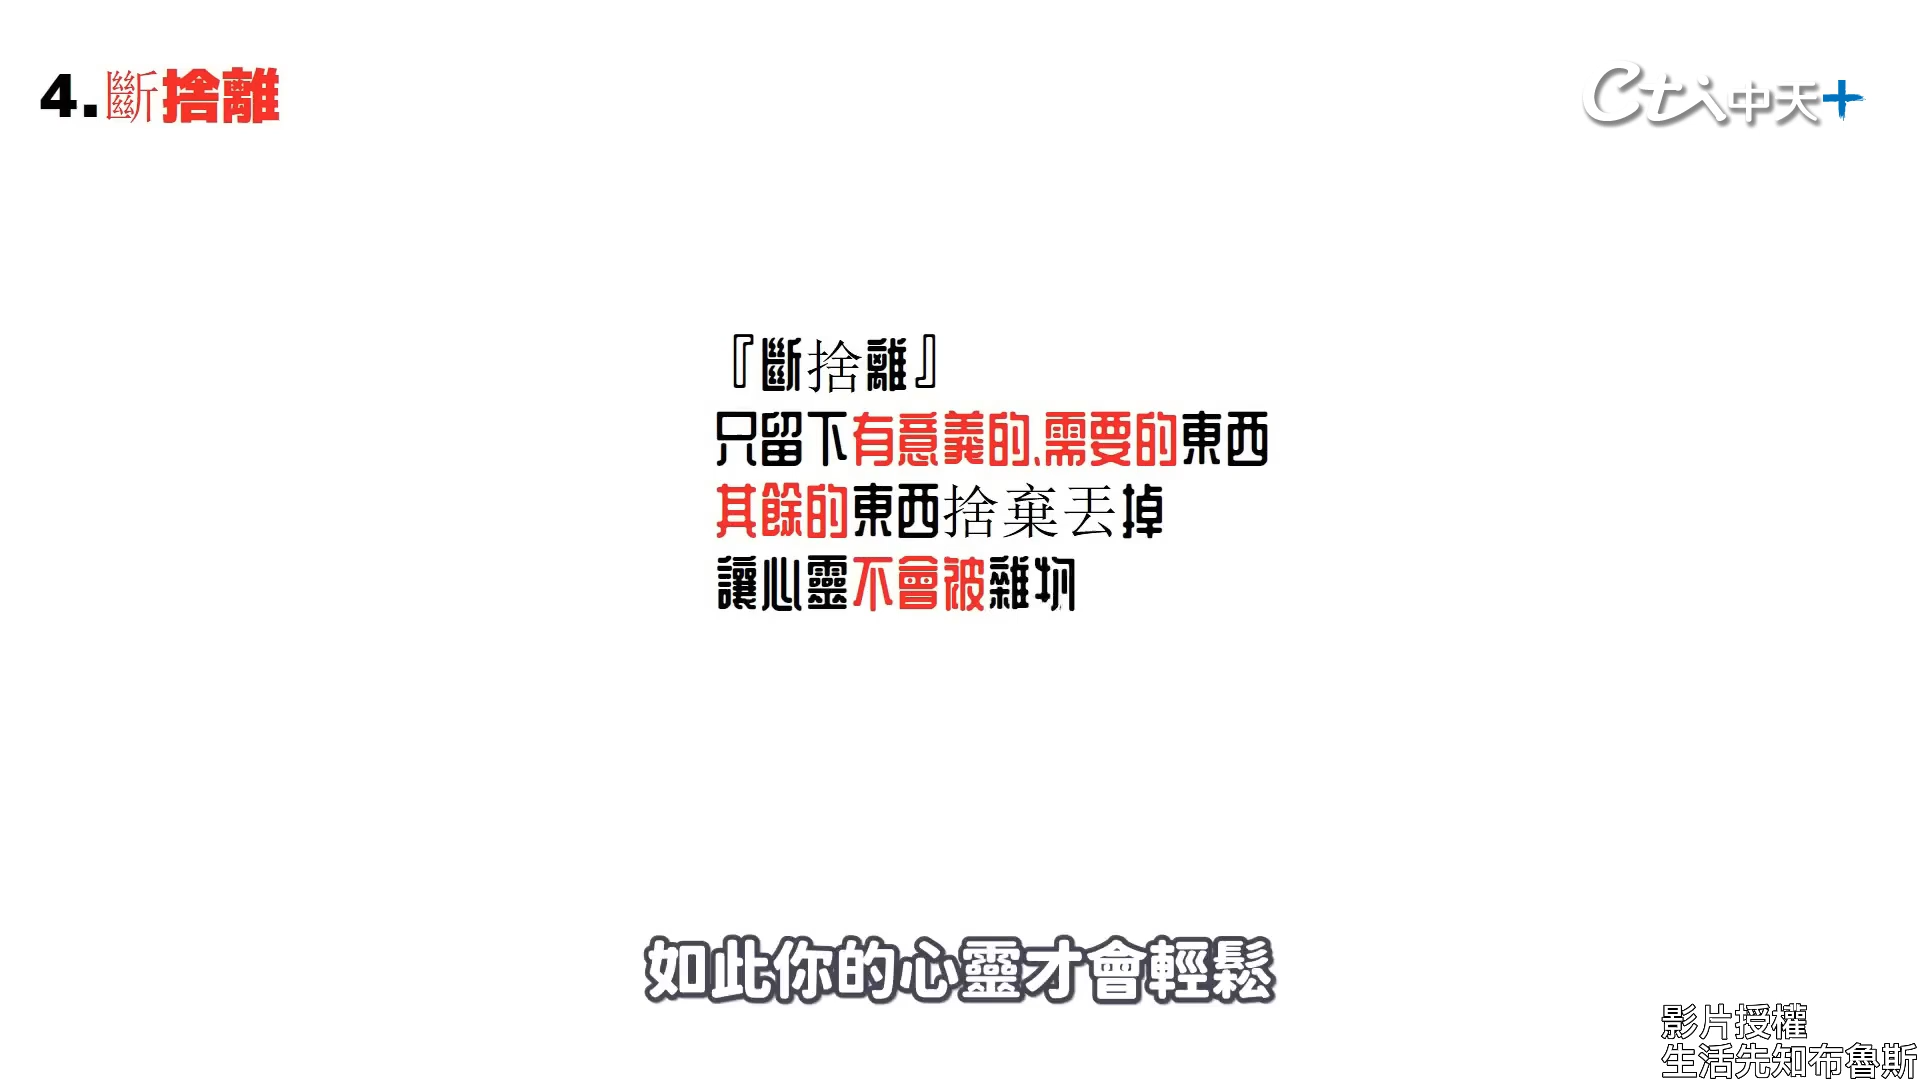 4.斷捨離
Cti中天+
『斷捨離』
只留下有意義的、需要的東西
其餘的東西捨棄丟掉
讓心靈不會被雜物
如此你的心靈才會輕鬆
影片授權
生活先知布魯斯